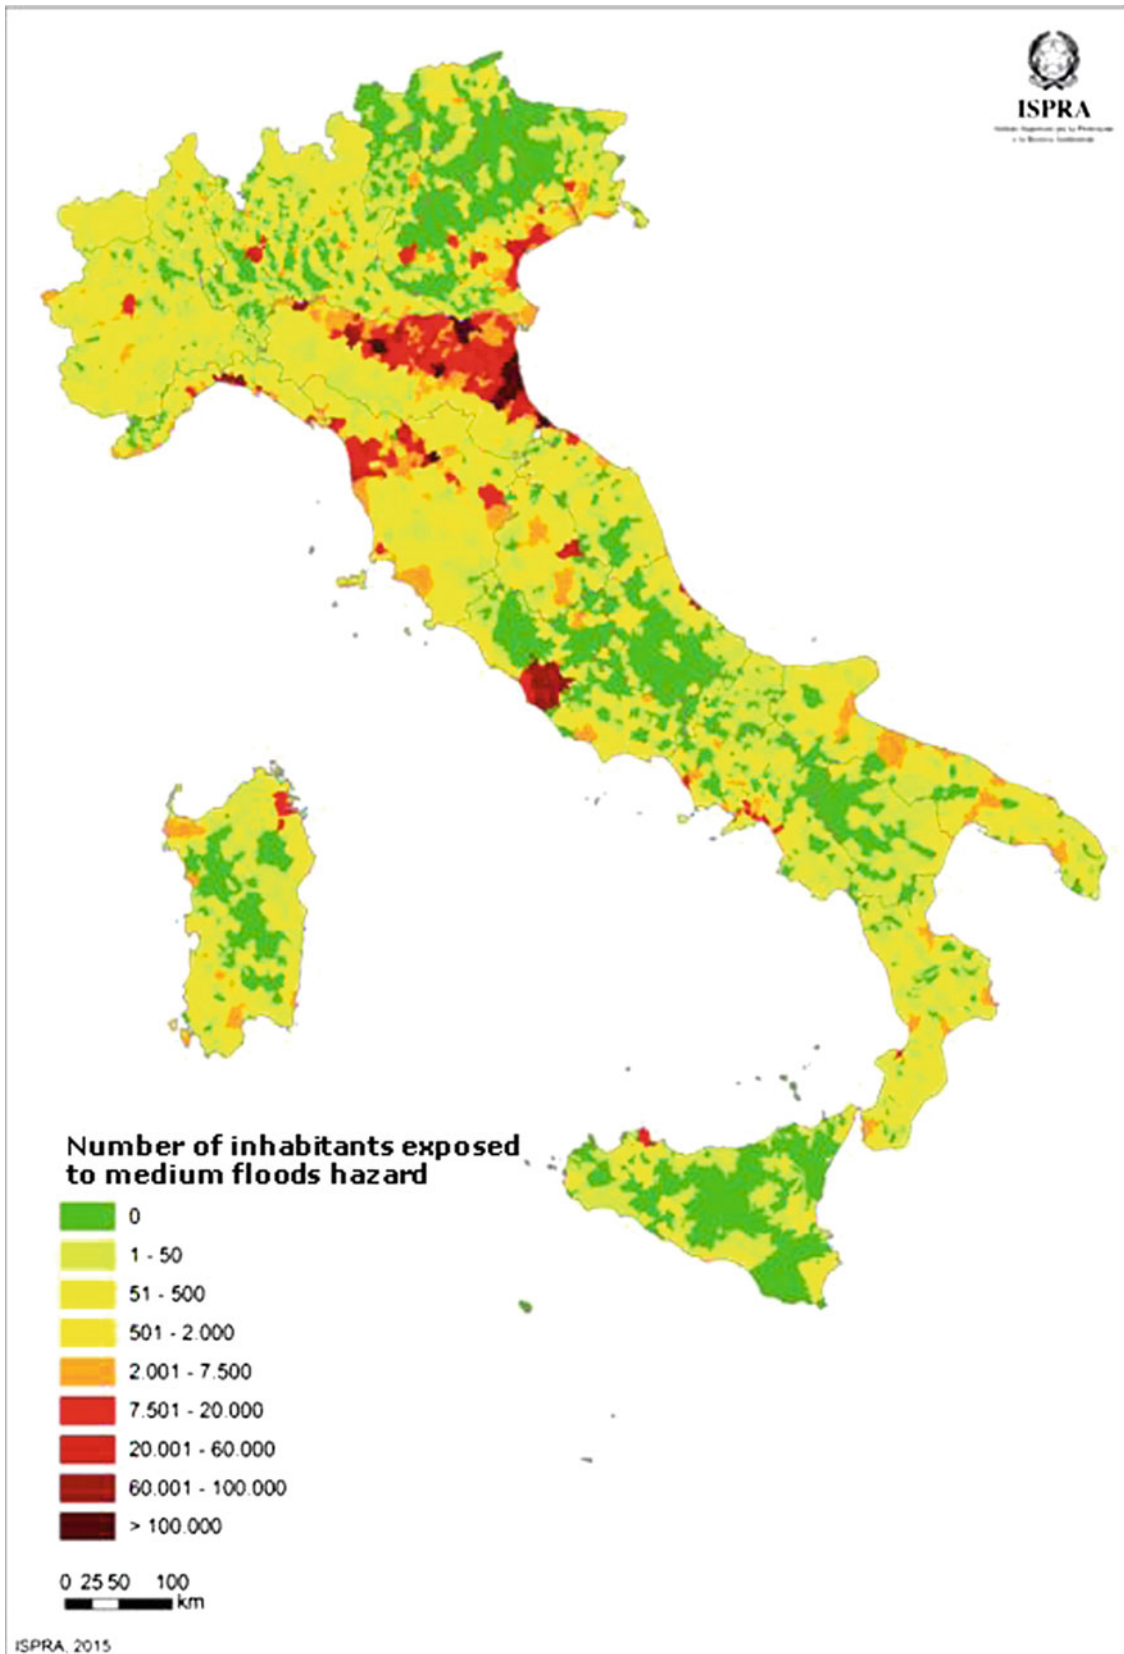 ISPRA
Number of inhabitants exposed
to medium floods hazard
0
1 - 50
51 - 500
501 - 2.000
2.001 - 7.500
7.501 - 20.000
20.001 - 60.000
60.001 - 100.000
> 100.000
0 25 50 100
km
ISPRA, 2015